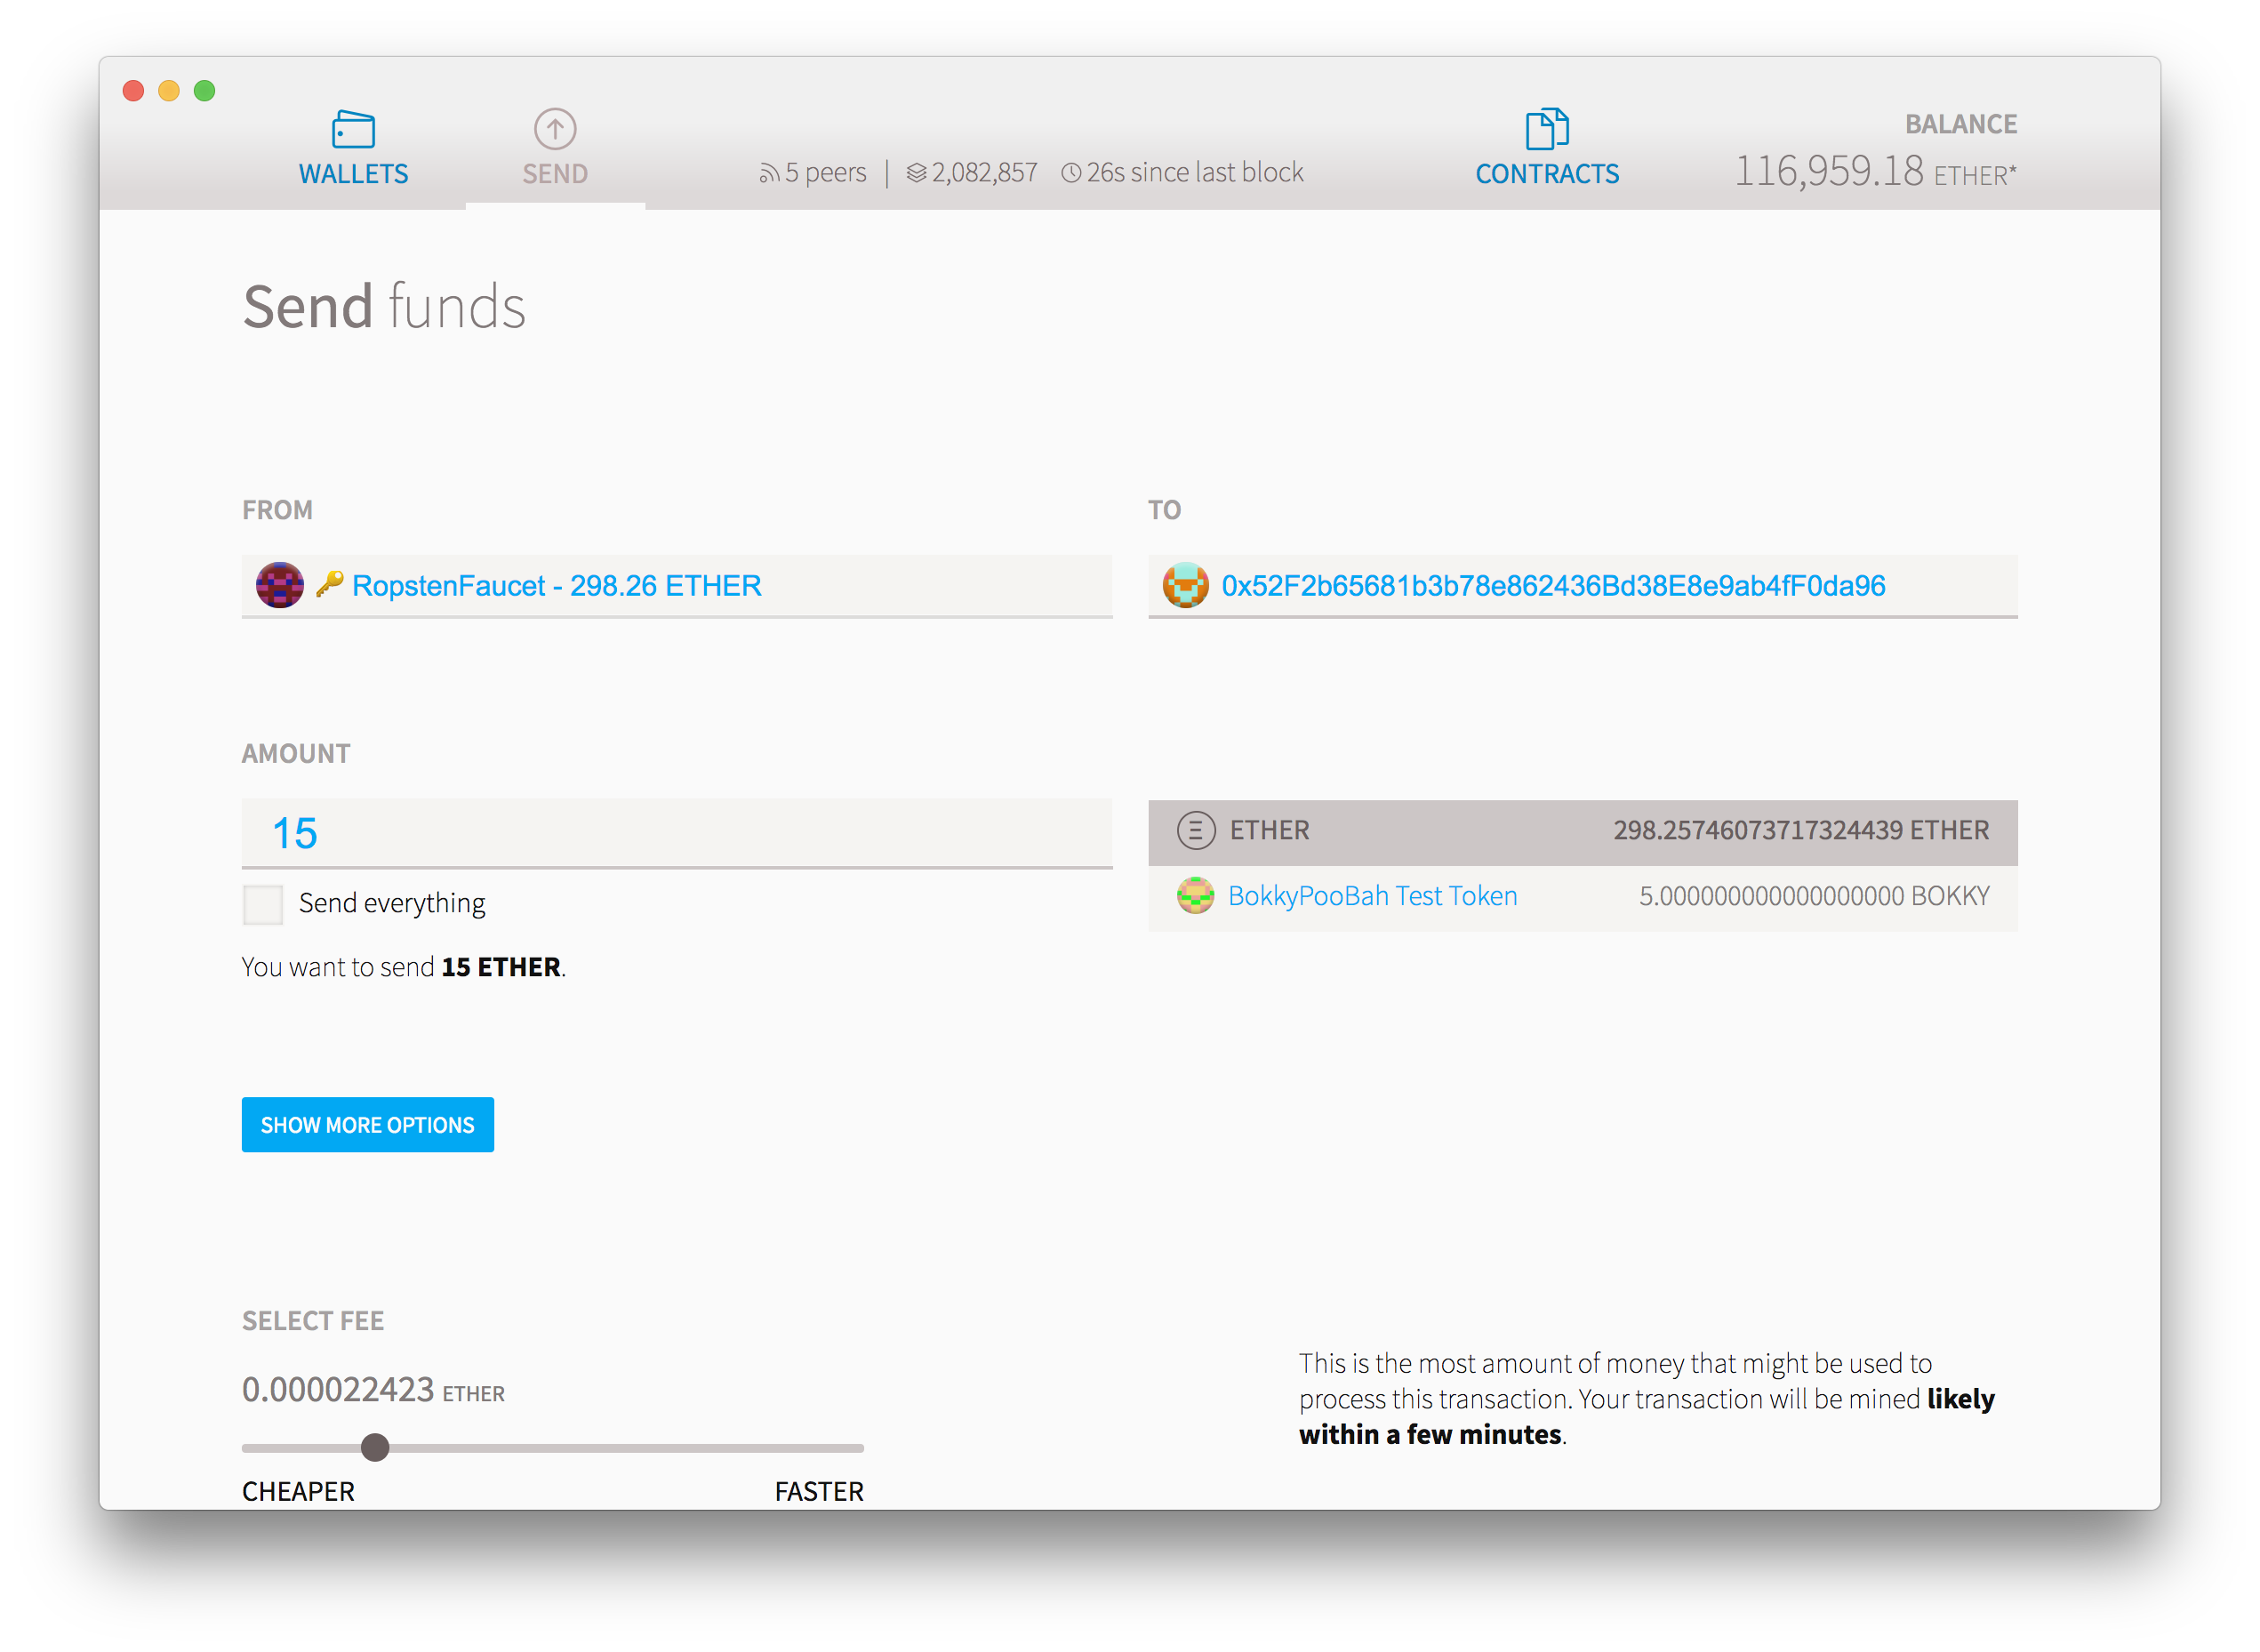 WALLETS
SEND
5 peers | 2,082,857 26s since last block
CONTRACTS
BALANCE
116,959.18 ETHER*
Send funds
FROM
TO
RopstenFaucet - 298.26 ETHER
0x52F2b65681b3b78e862436Bd38E8e9ab4fF0da96
AMOUNT
15
ETHER 298.25746073717324439 ETHER
Send everything
BokkyPooBah Test Token 5.000000000000000000 BOKKY
You want to send 15 ETHER.
SHOW MORE OPTIONS
SELECT FEE
0.000022423 ETHER
This is the most amount of money that might be used to
process this transaction. Your transaction will be mined likely
within a few minutes.
CHEAPER
FASTER